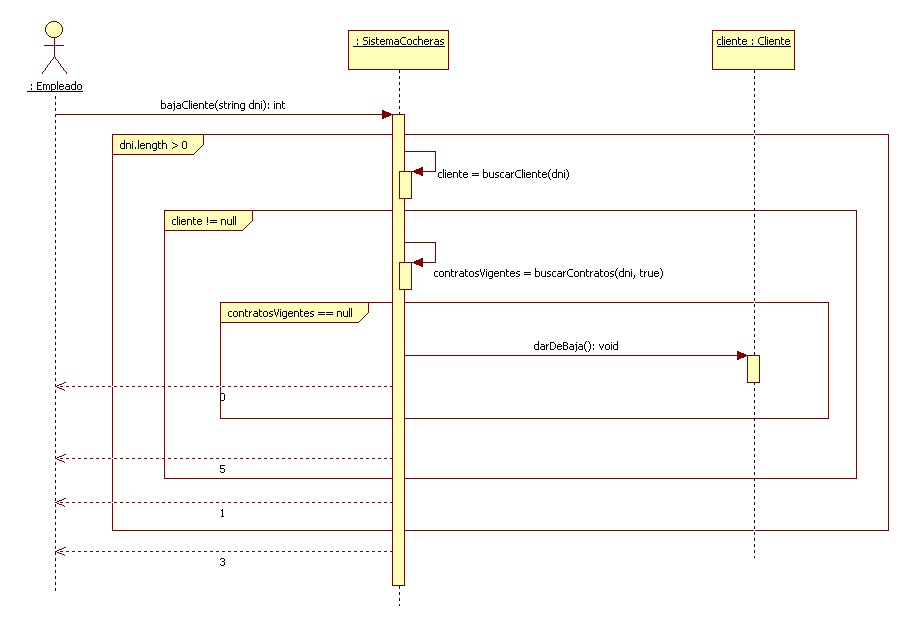 : SistemaCocheras
cliente : Cliente
: Empleado
bajaCliente(string dni): int
dni.length > 0
cliente = buscarCliente(dni)
cliente != null
contratosVigentes = buscarContratos(dni, true)
contratosVigentes == null
darDeBaja(): void
0
5
1
3